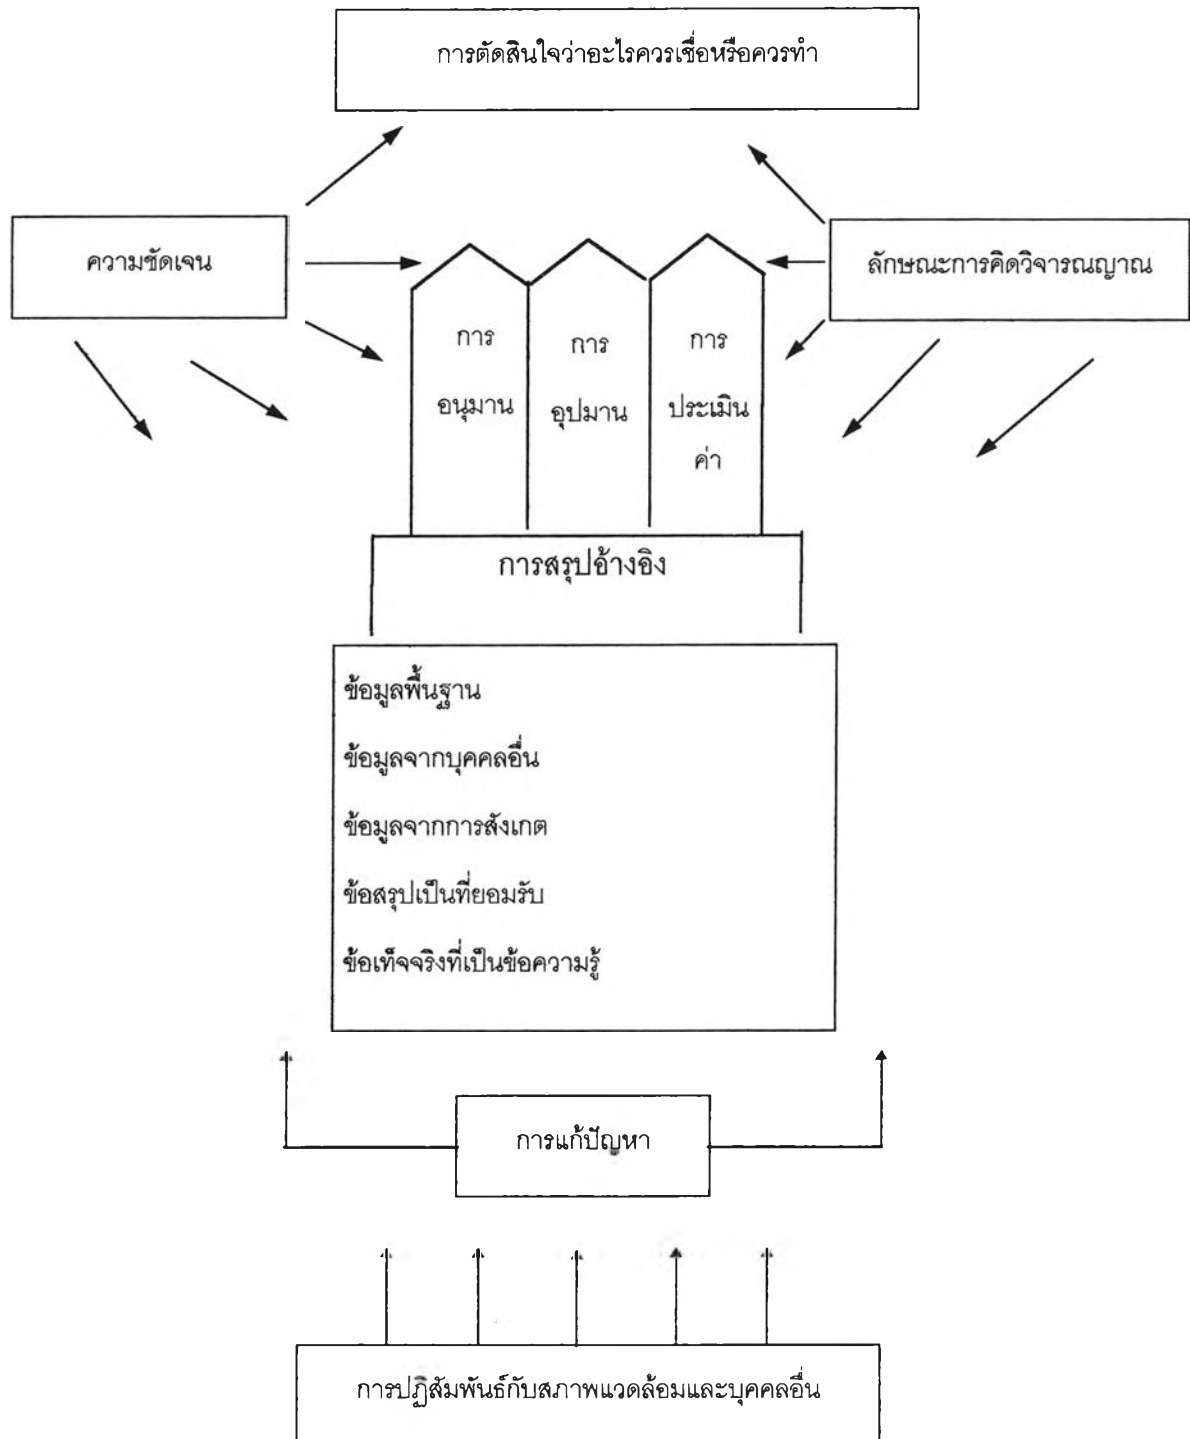 การตัดสินใจว่าอะไรควรเชื่อหรือควรทำ
ความชัดเจน
ลักษณะการคิดวิจารณญาณ
การ
อนุมาน
การ
อุปมาน
การ
ประเมิน
ค่า
การสรุปอ้างอิง
ข้อมูลพื้นฐาน
ข้อมูลจากบุคคลอื่น
ข้อมูลจากการสังเกต
ข้อสรุปเป็นที่ยอมรับ
ข้อเท็จจริงที่เป็นข้อความรู้
การแก้ปัญหา
การปฏิสัมพันธ์กับสภาพแวดล้อมและบุคคลอื่น